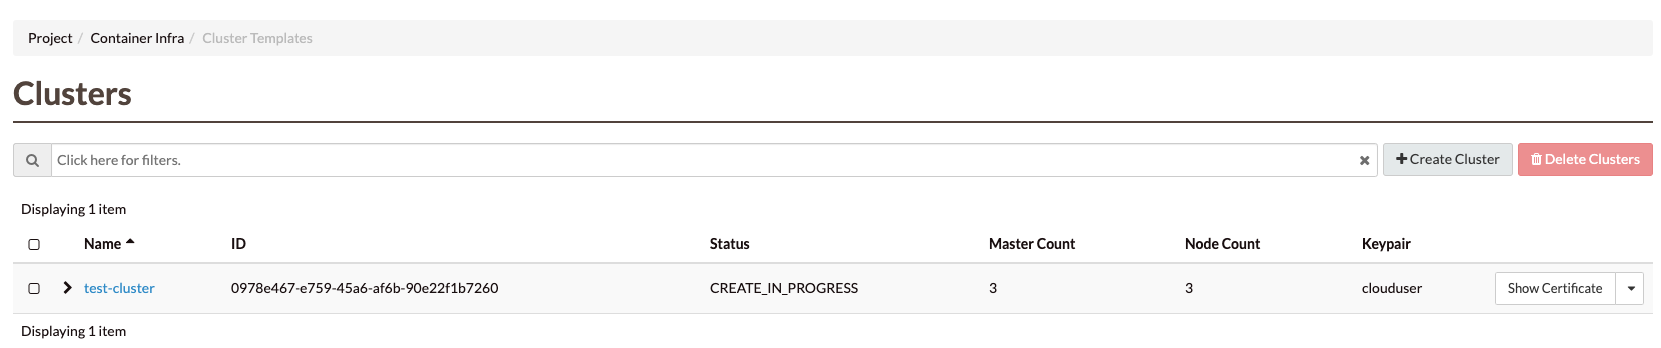 Project / Container Infra / Cluster Templates
Clusters
Click here for filters. Create Cluster Delete Clusters
Displaying 1 item
Name ID Status Master Count Node Count Keypair
test-cluster 0978e467-e759-45a6-af6b-90e22f1b7260 CREATE_IN_PROGRESS 3 3 clouduser Show Certificate
Displaying 1 item